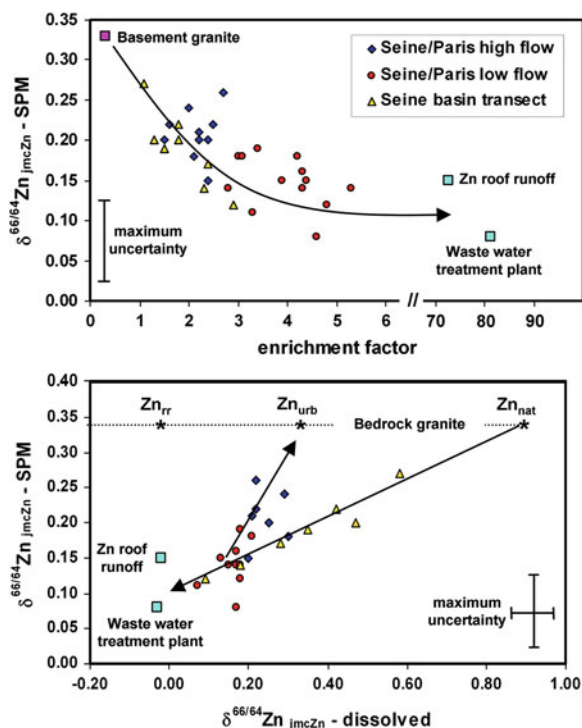 0.35
0.30
0.25
0.20
0.15
0.10
0.05
0.00
δ66/64Zn jmcZn - SPM
Basement granite
Seine/Paris high flow
Seine/Paris low flow
Seine basin transect
maximum
uncertainty
Zn roof runoff
Waste water
treatment plant
0 1 2 3 4 5 6 // 70 80 90
enrichment factor
0.40
0.35
0.30
0.25
0.20
0.15
0.10
0.05
0.00
δ66/64Zn jmcZn - SPM
Znrr Znurb Znnat
Bedrock granite
Zn roof
runoff
Waste water
treatment plant
maximum
uncertainty
-0.20 0.00 0.20 0.40 0.60 0.80 1.00
δ66/64Zn jmcZn - dissolved